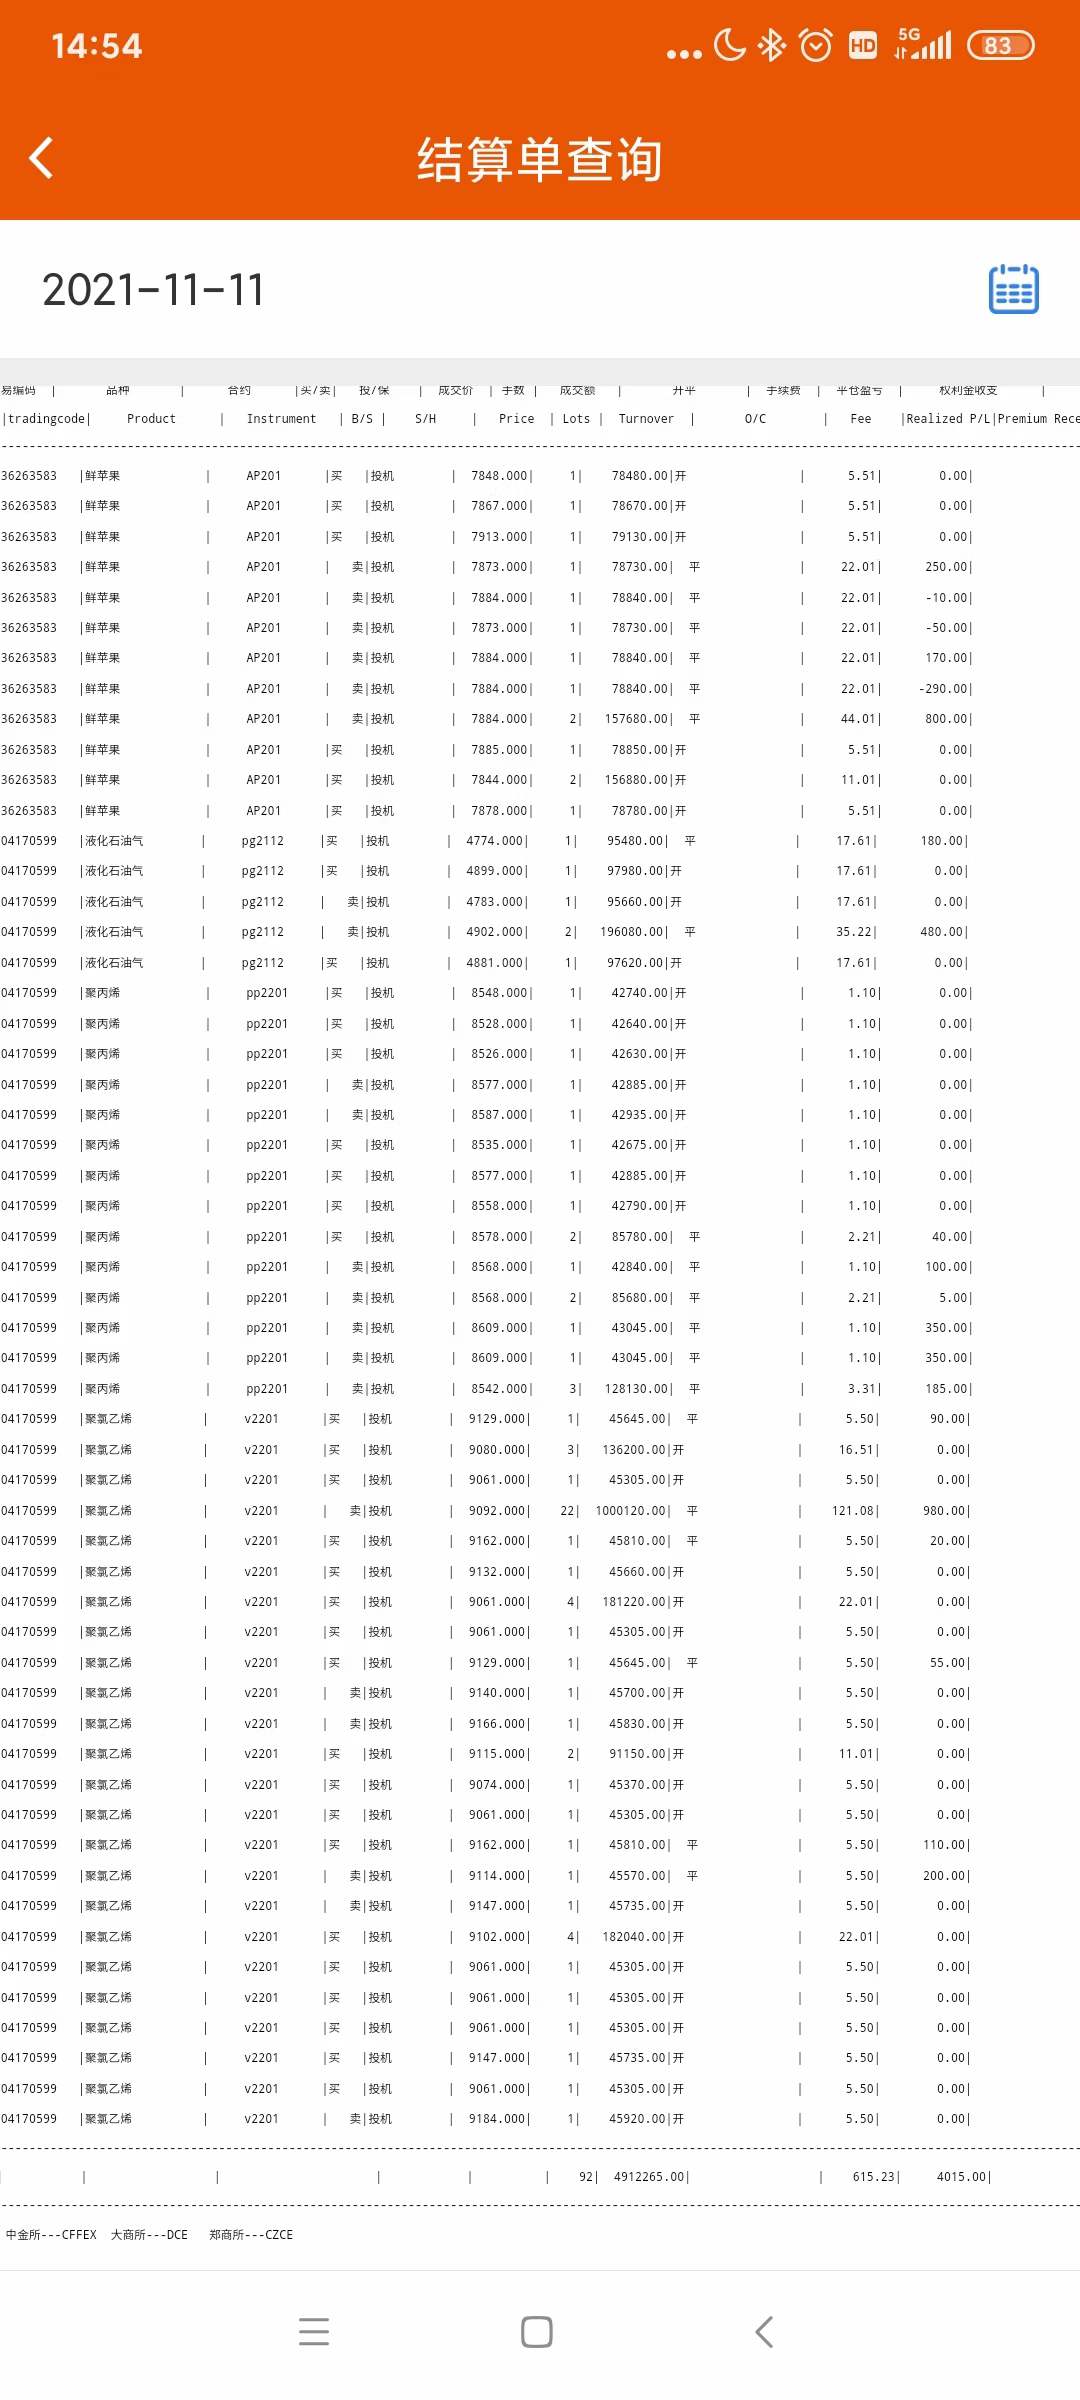 14:54
HD 5G 83
结算单查询
2021-11-11
易编码 | 品种 | 合约 |买/卖| 投/保 | 成交价 | 手数 | 成交额 | 开平 | 手续费 | 平仓盈亏 | 权利金收支 |
|tradingcode| Product | Instrument | B/S | S/H | Price | Lots | Turnover | O/C | Fee |Realized P/L|Premium Rece
36263583 |鲜苹果 | AP201 |买 |投机 | 7848.000| 1| 78480.00|开 | 5.51| 0.00|
36263583 |鲜苹果 | AP201 |买 |投机 | 7867.000| 1| 78670.00|开 | 5.51| 0.00|
36263583 |鲜苹果 | AP201 |买 |投机 | 7913.000| 1| 79130.00|开 | 5.51| 0.00|
36263583 |鲜苹果 | AP201 | 卖|投机 | 7873.000| 1| 78730.00| 平 | 22.01| 250.00|
36263583 |鲜苹果 | AP201 | 卖|投机 | 7884.000| 1| 78840.00| 平 | 22.01| -10.00|
36263583 |鲜苹果 | AP201 | 卖|投机 | 7873.000| 1| 78730.00| 平 | 22.01| -50.00|
36263583 |鲜苹果 | AP201 | 卖|投机 | 7884.000| 1| 78840.00| 平 | 22.01| 170.00|
36263583 |鲜苹果 | AP201 | 卖|投机 | 7884.000| 1| 78840.00| 平 | 22.01| -290.00|
36263583 |鲜苹果 | AP201 | 卖|投机 | 7884.000| 2| 157680.00| 平 | 44.01| 800.00|
36263583 |鲜苹果 | AP201 |买 |投机 | 7885.000| 1| 78850.00|开 | 5.51| 0.00|
36263583 |鲜苹果 | AP201 |买 |投机 | 7844.000| 2| 156880.00|开 | 11.01| 0.00|
36263583 |鲜苹果 | AP201 |买 |投机 | 7878.000| 1| 78780.00|开 | 5.51| 0.00|
04170599 |液化石油气 | pg2112 |买 |投机 | 4774.000| 1| 95480.00| 平 | 17.61| 180.00|
04170599 |液化石油气 | pg2112 |买 |投机 | 4899.000| 1| 97980.00|开 | 17.61| 0.00|
04170599 |液化石油气 | pg2112 | 卖|投机 | 4783.000| 1| 95660.00|开 | 17.61| 0.00|
04170599 |液化石油气 | pg2112 | 卖|投机 | 4902.000| 2| 196080.00| 平 | 35.22| 480.00|
04170599 |液化石油气 | pg2112 |买 |投机 | 4881.000| 1| 97620.00|开 | 17.61| 0.00|
04170599 |聚丙烯 | pp2201 |买 |投机 | 8548.000| 1| 42740.00|开 | 1.10| 0.00|
04170599 |聚丙烯 | pp2201 |买 |投机 | 8528.000| 1| 42640.00|开 | 1.10| 0.00|
04170599 |聚丙烯 | pp2201 |买 |投机 | 8526.000| 1| 42630.00|开 | 1.10| 0.00|
04170599 |聚丙烯 | pp2201 | 卖|投机 | 8577.000| 1| 42885.00|开 | 1.10| 0.00|
04170599 |聚丙烯 | pp2201 | 卖|投机 | 8587.000| 1| 42935.00|开 | 1.10| 0.00|
04170599 |聚丙烯 | pp2201 |买 |投机 | 8535.000| 1| 42675.00|开 | 1.10| 0.00|
04170599 |聚丙烯 | pp2201 |买 |投机 | 8577.000| 1| 42885.00|开 | 1.10| 0.00|
04170599 |聚丙烯 | pp2201 |买 |投机 | 8558.000| 1| 42790.00|开 | 1.10| 0.00|
04170599 |聚丙烯 | pp2201 |买 |投机 | 8578.000| 2| 85780.00| 平 | 2.21| 40.00|
04170599 |聚丙烯 | pp2201 | 卖|投机 | 8568.000| 1| 42840.00| 平 | 1.10| 100.00|
04170599 |聚丙烯 | pp2201 | 卖|投机 | 8568.000| 2| 85680.00| 平 | 2.21| 5.00|
04170599 |聚丙烯 | pp2201 | 卖|投机 | 8609.000| 1| 43045.00| 平 | 1.10| 350.00|
04170599 |聚丙烯 | pp2201 | 卖|投机 | 8609.000| 1| 43045.00| 平 | 1.10| 350.00|
04170599 |聚丙烯 | pp2201 | 卖|投机 | 8542.000| 3| 128130.00| 平 | 3.31| 185.00|
04170599 |聚氯乙烯 | v2201 |买 |投机 | 9129.000| 1| 45645.00| 平 | 5.50| 90.00|
04170599 |聚氯乙烯 | v2201 |买 |投机 | 9080.000| 3| 136200.00|开 | 16.51| 0.00|
04170599 |聚氯乙烯 | v2201 |买 |投机 | 9061.000| 1| 45305.00|开 | 5.50| 0.00|
04170599 |聚氯乙烯 | v2201 | 卖|投机 | 9092.000| 22| 1000120.00| 平 | 121.08| 980.00|
04170599 |聚氯乙烯 | v2201 |买 |投机 | 9162.000| 1| 45810.00| 平 | 5.50| 20.00|
04170599 |聚氯乙烯 | v2201 |买 |投机 | 9132.000| 1| 45660.00|开 | 5.50| 0.00|
04170599 |聚氯乙烯 | v2201 |买 |投机 | 9061.000| 4| 181220.00|开 | 22.01| 0.00|
04170599 |聚氯乙烯 | v2201 |买 |投机 | 9061.000| 1| 45305.00|开 | 5.50| 0.00|
04170599 |聚氯乙烯 | v2201 |买 |投机 | 9129.000| 1| 45645.00| 平 | 5.50| 55.00|
04170599 |聚氯乙烯 | v2201 | 卖|投机 | 9140.000| 1| 45700.00|开 | 5.50| 0.00|
04170599 |聚氯乙烯 | v2201 | 卖|投机 | 9166.000| 1| 45830.00|开 | 5.50| 0.00|
04170599 |聚氯乙烯 | v2201 |买 |投机 | 9115.000| 2| 91150.00|开 | 11.01| 0.00|
04170599 |聚氯乙烯 | v2201 |买 |投机 | 9074.000| 1| 45370.00|开 | 5.50| 0.00|
04170599 |聚氯乙烯 | v2201 |买 |投机 | 9061.000| 1| 45305.00|开 | 5.50| 0.00|
04170599 |聚氯乙烯 | v2201 |买 |投机 | 9162.000| 1| 45810.00| 平 | 5.50| 110.00|
04170599 |聚氯乙烯 | v2201 | 卖|投机 | 9114.000| 1| 45570.00| 平 | 5.50| 200.00|
04170599 |聚氯乙烯 | v2201 | 卖|投机 | 9147.000| 1| 45735.00|开 | 5.50| 0.00|
04170599 |聚氯乙烯 | v2201 |买 |投机 | 9102.000| 4| 182040.00|开 | 22.01| 0.00|
04170599 |聚氯乙烯 | v2201 |买 |投机 | 9061.000| 1| 45305.00|开 | 5.50| 0.00|
04170599 |聚氯乙烯 | v2201 |买 |投机 | 9061.000| 1| 45305.00|开 | 5.50| 0.00|
04170599 |聚氯乙烯 | v2201 |买 |投机 | 9061.000| 1| 45305.00|开 | 5.50| 0.00|
04170599 |聚氯乙烯 | v2201 |买 |投机 | 9147.000| 1| 45735.00|开 | 5.50| 0.00|
04170599 |聚氯乙烯 | v2201 |买 |投机 | 9061.000| 1| 45305.00|开 | 5.50| 0.00|
04170599 |聚氯乙烯 | v2201 | 卖|投机 | 9184.000| 1| 45920.00|开 | 5.50| 0.00|
| | | | | | 92| 4912265.00| | 615.23| 4015.00|
中金所---CFFEX 大商所---DCE 郑商所---CZCE